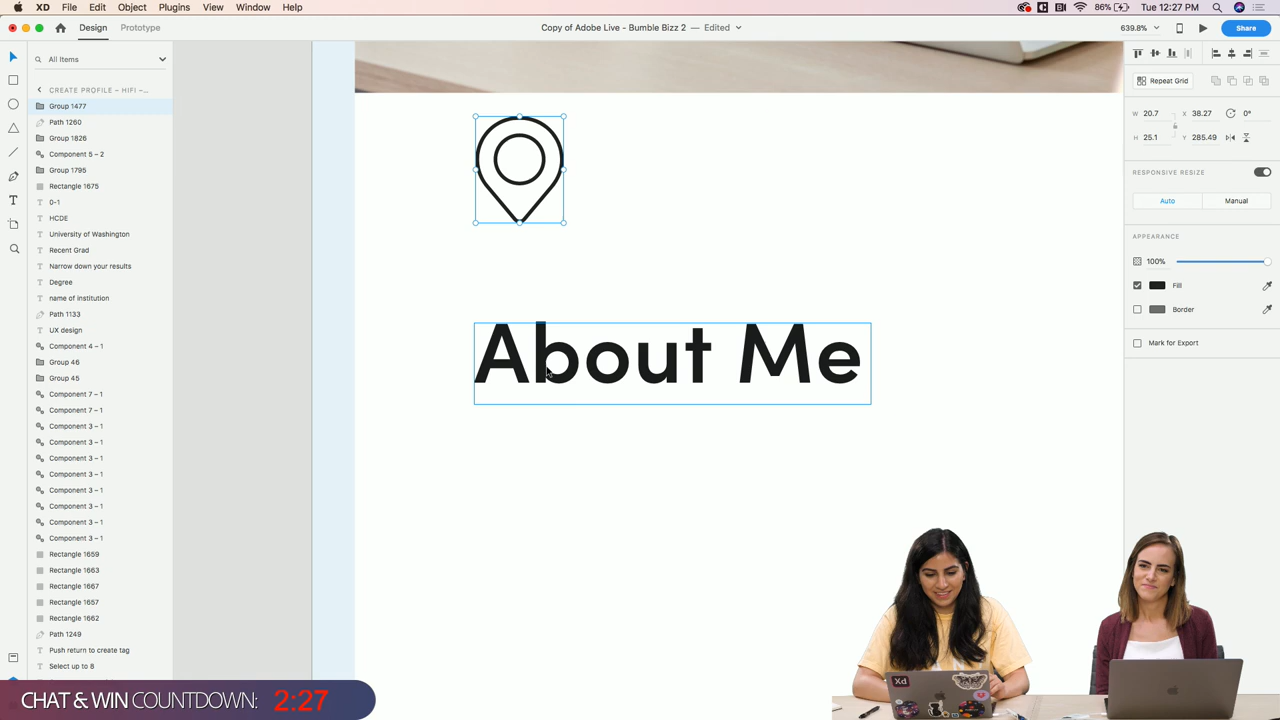 XD File Edit Object Plugins View Window Help
86% Tue 12:27 PM
Design Prototype
Copy of Adobe Live - Bumble Bizz 2 — Edited
639.8%
Share
All Items
CREATE PROFILE – HIFI –...
Group 1477
Path 1260
Group 1826
Component 5 – 2
Group 1795
Rectangle 1675
0-1
HCDE
University of Washington
Recent Grad
Narrow down your results
Degree
name of institution
Path 1133
UX design
Component 4 – 1
Group 46
Group 45
Component 7 – 1
Component 7 – 1
Component 3 – 1
Component 3 – 1
Component 3 – 1
Component 3 – 1
Component 3 – 1
Component 3 – 1
Component 3 – 1
Component 3 – 1
Rectangle 1659
Rectangle 1663
Rectangle 1667
Rectangle 1657
Rectangle 1662
Path 1249
Push return to create tag
Select up to 8
About Me
Repeat Grid
W 20.7 X 38.27 0°
H 25.1 Y 285.49
RESPONSIVE RESIZE
Auto Manual
APPEARANCE
100%
Fill
Border
Mark for Export
Xd
CHAT & WIN COUNTDOWN: 2:27